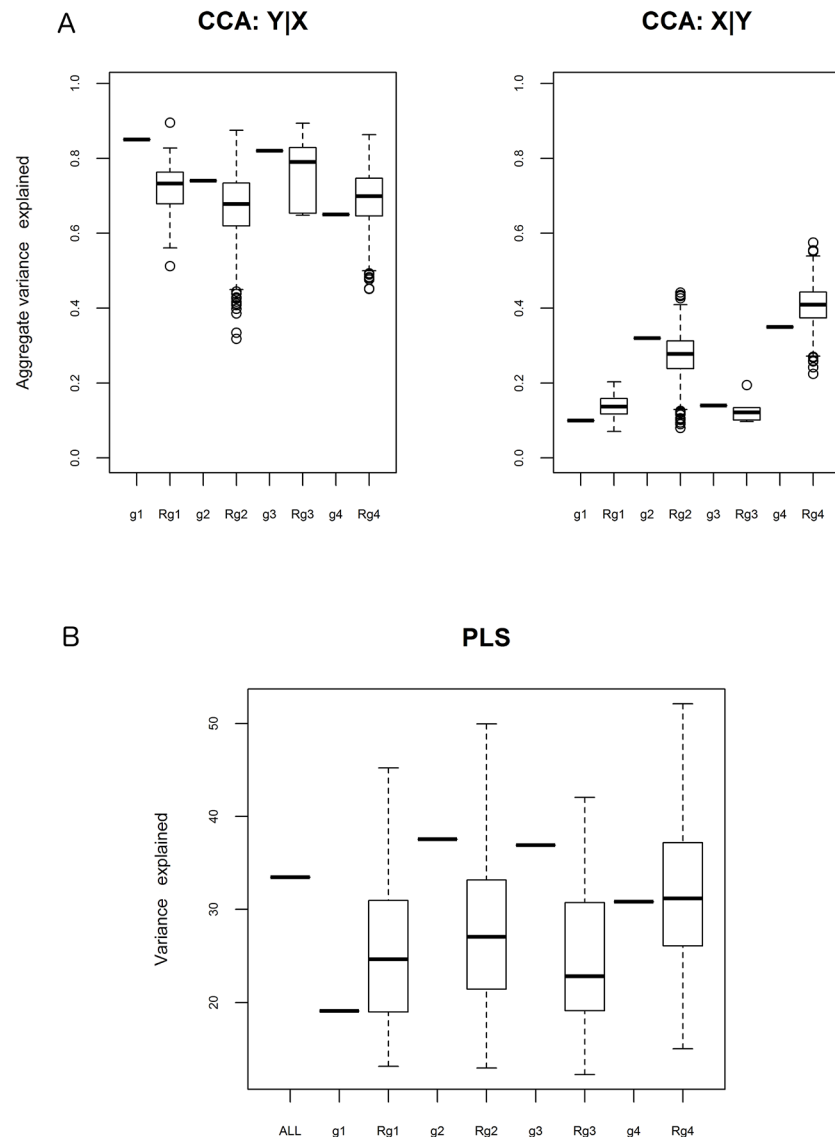 A
CCA: Y|X
CCA: X|Y
Aggregate variance explained
1.0
0.8
0.6
0.4
0.2
0.0
g1 Rg1 g2 Rg2 g3 Rg3 g4 Rg4
1.0
0.8
0.6
0.4
0.2
0.0
g1 Rg1 g2 Rg2 g3 Rg3 g4 Rg4
B
PLS
Variance explained
50
40
30
20
ALL g1 Rg1 g2 Rg2 g3 Rg3 g4 Rg4